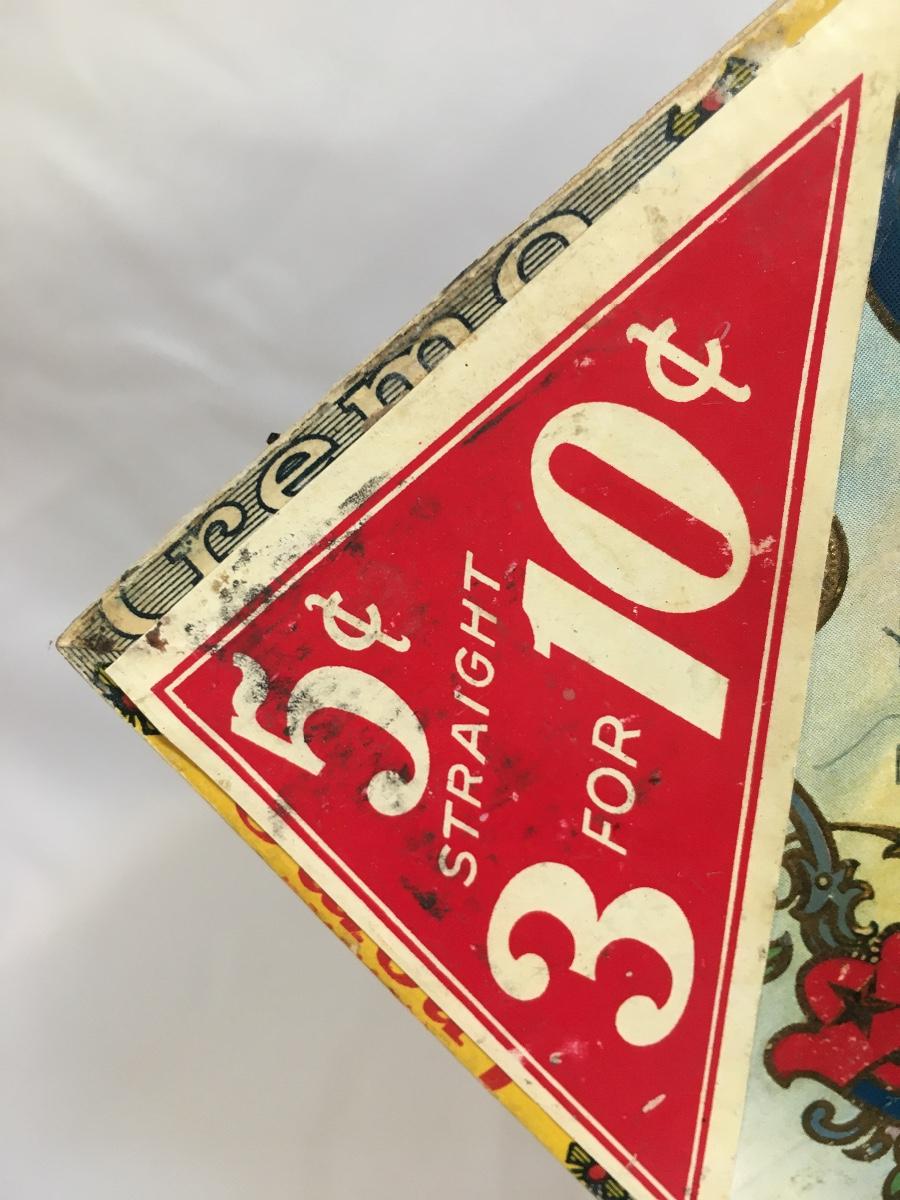 Cremo
5¢
STRAIGHT
3 FOR 10¢